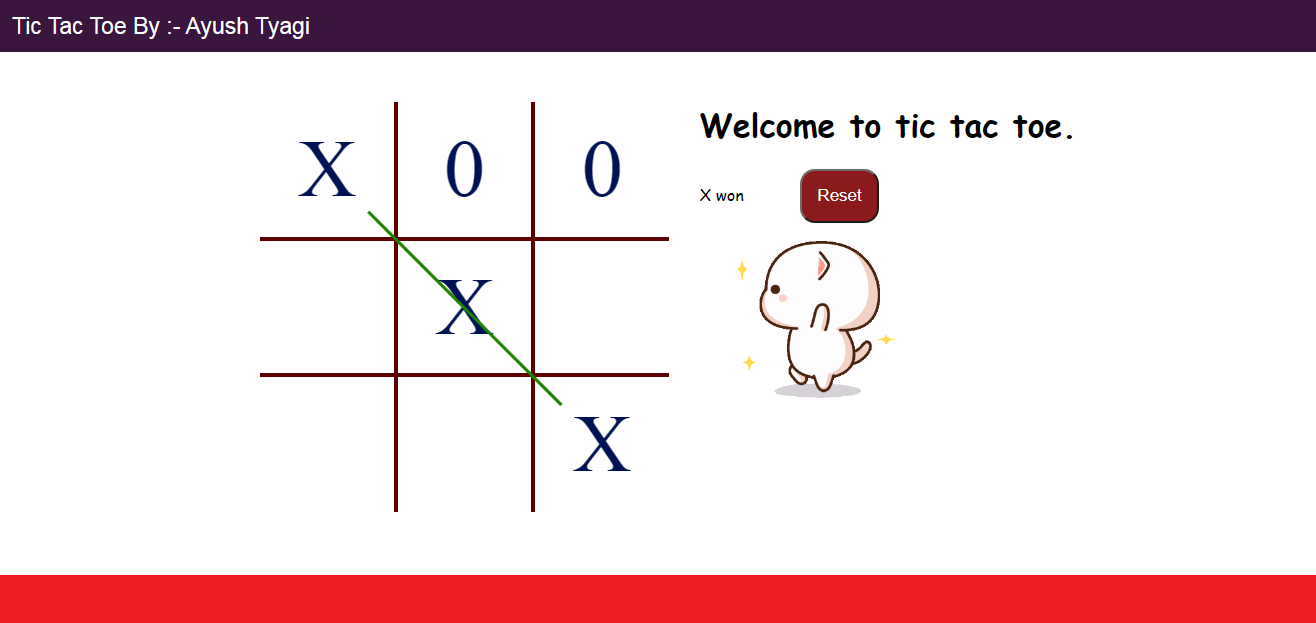 Tic Tac Toe By :- Ayush Tyagi
Welcome to tic tac toe.
X 0 0
X won
Reset
X
X